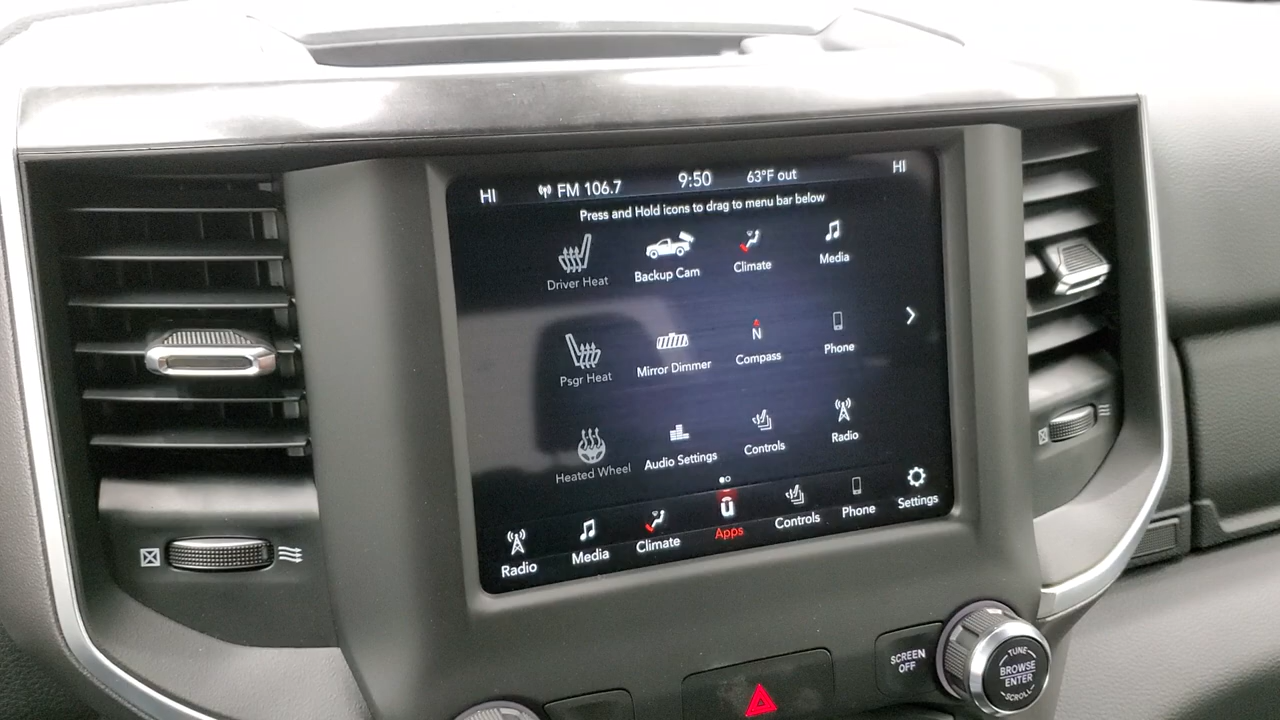 HI FM 106.7 9:50 63°F out HI
Press and Hold icons to drag to menu bar below
Driver Heat Backup Cam Climate Media
Psgr Heat Mirror Dimmer N Compass Phone
Heated Wheel Audio Settings Controls Radio
Radio Media Climate Apps Controls Phone Settings
SCREEN
OFF
TUNE
BROWSE
ENTER
SCROLL